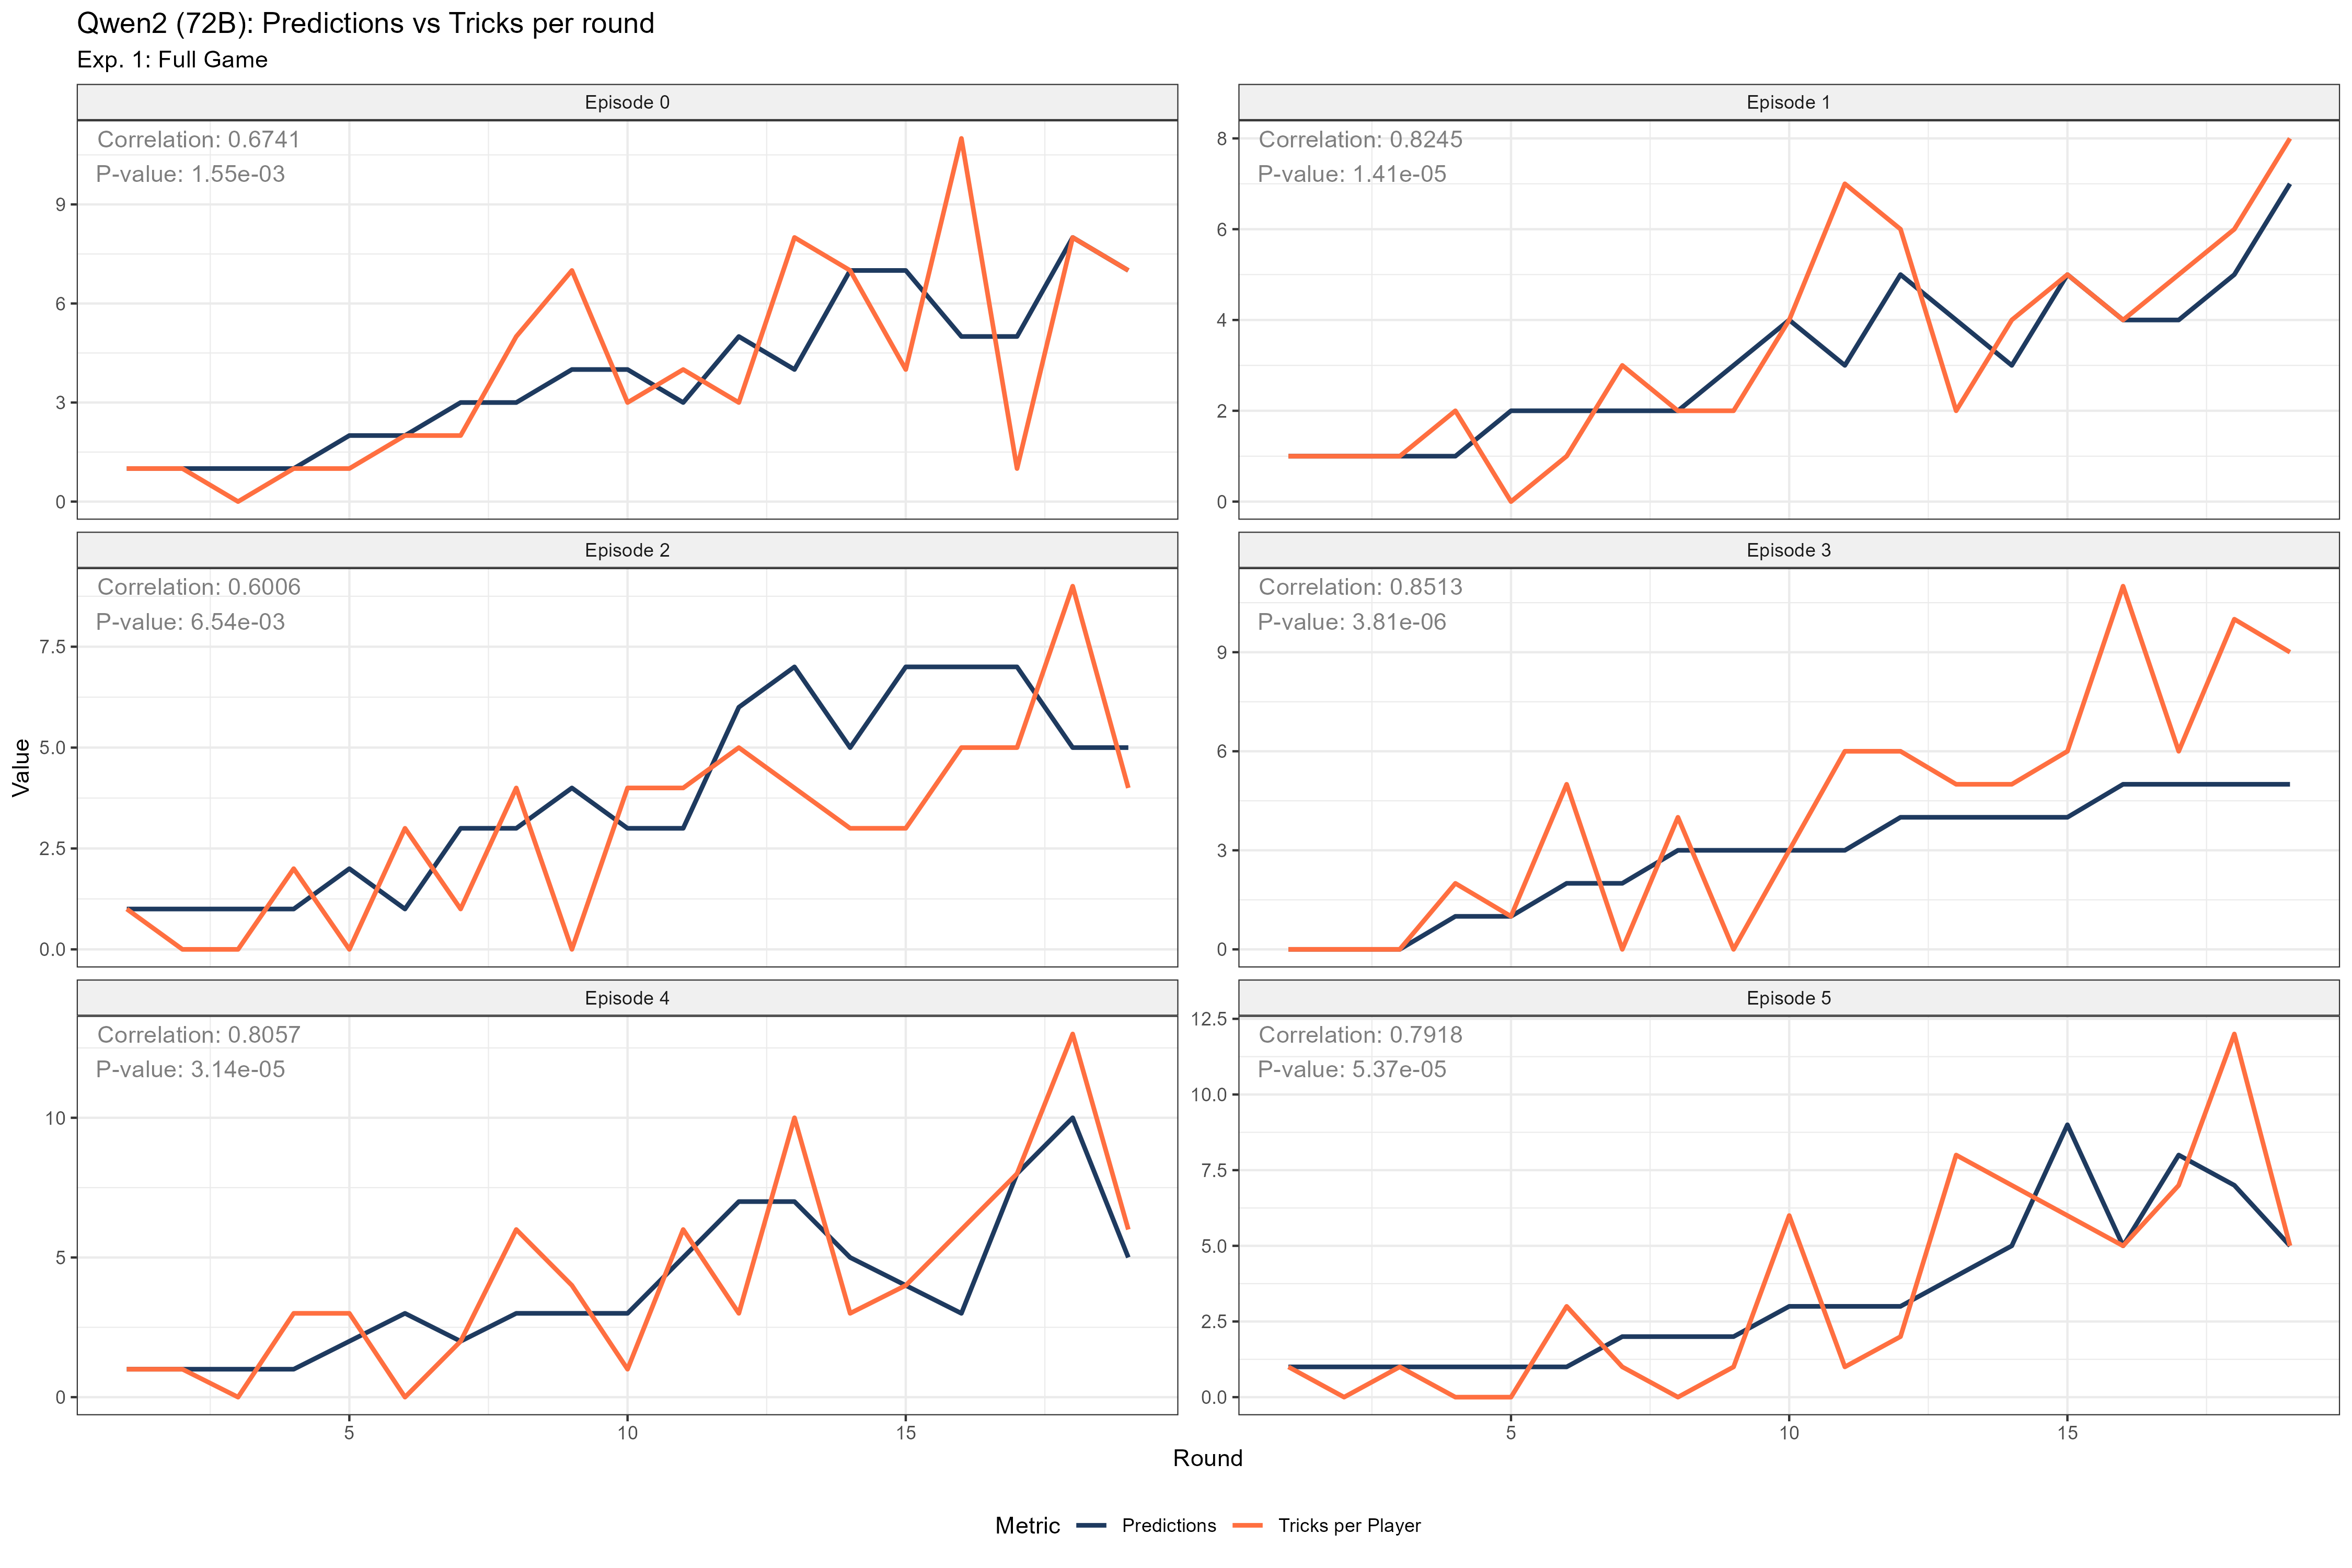 Qwen2 (72B): Predictions vs Tricks per round
Exp. 1: Full Game
Episode 0
Correlation: 0.6741
P-value: 1.55e-03
9
6
3
0
Episode 1
Correlation: 0.8245
P-value: 1.41e-05
8
6
4
2
0
Episode 2
Correlation: 0.6006
P-value: 6.54e-03
7.5
5.0
2.5
0.0
Episode 3
Correlation: 0.8513
P-value: 3.81e-06
9
6
3
0
Episode 4
Correlation: 0.8057
P-value: 3.14e-05
10
5
0
5 10 15
Episode 5
Correlation: 0.7918
P-value: 5.37e-05
12.5
10.0
7.5
5.0
2.5
0.0
5 10 15
Value
Round
Metric Predictions Tricks per Player